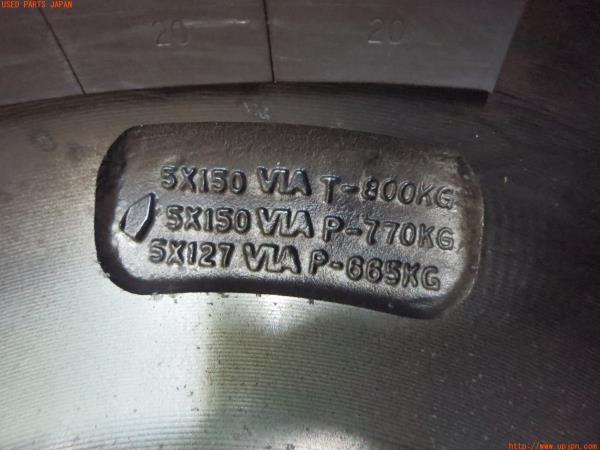 USED PARTS JAPAN
20 20
5X150 VIA T-800KG
5X150 VIA P-770KG
5X127 VIA P-665KG
http://www.upjpn.com